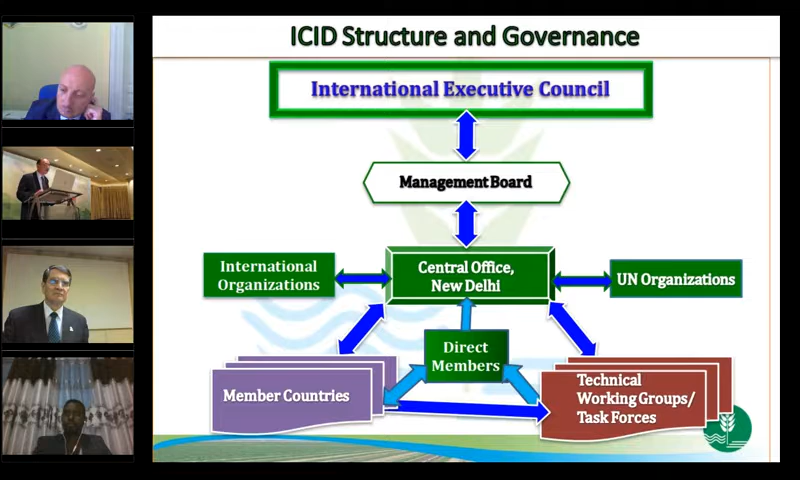 ICID Structure and Governance
International Executive Council
Management Board
International
Organizations
Central Office,
New Delhi
UN Organizations
Direct
Members
Member Countries
Technical
Working Groups/
Task Forces